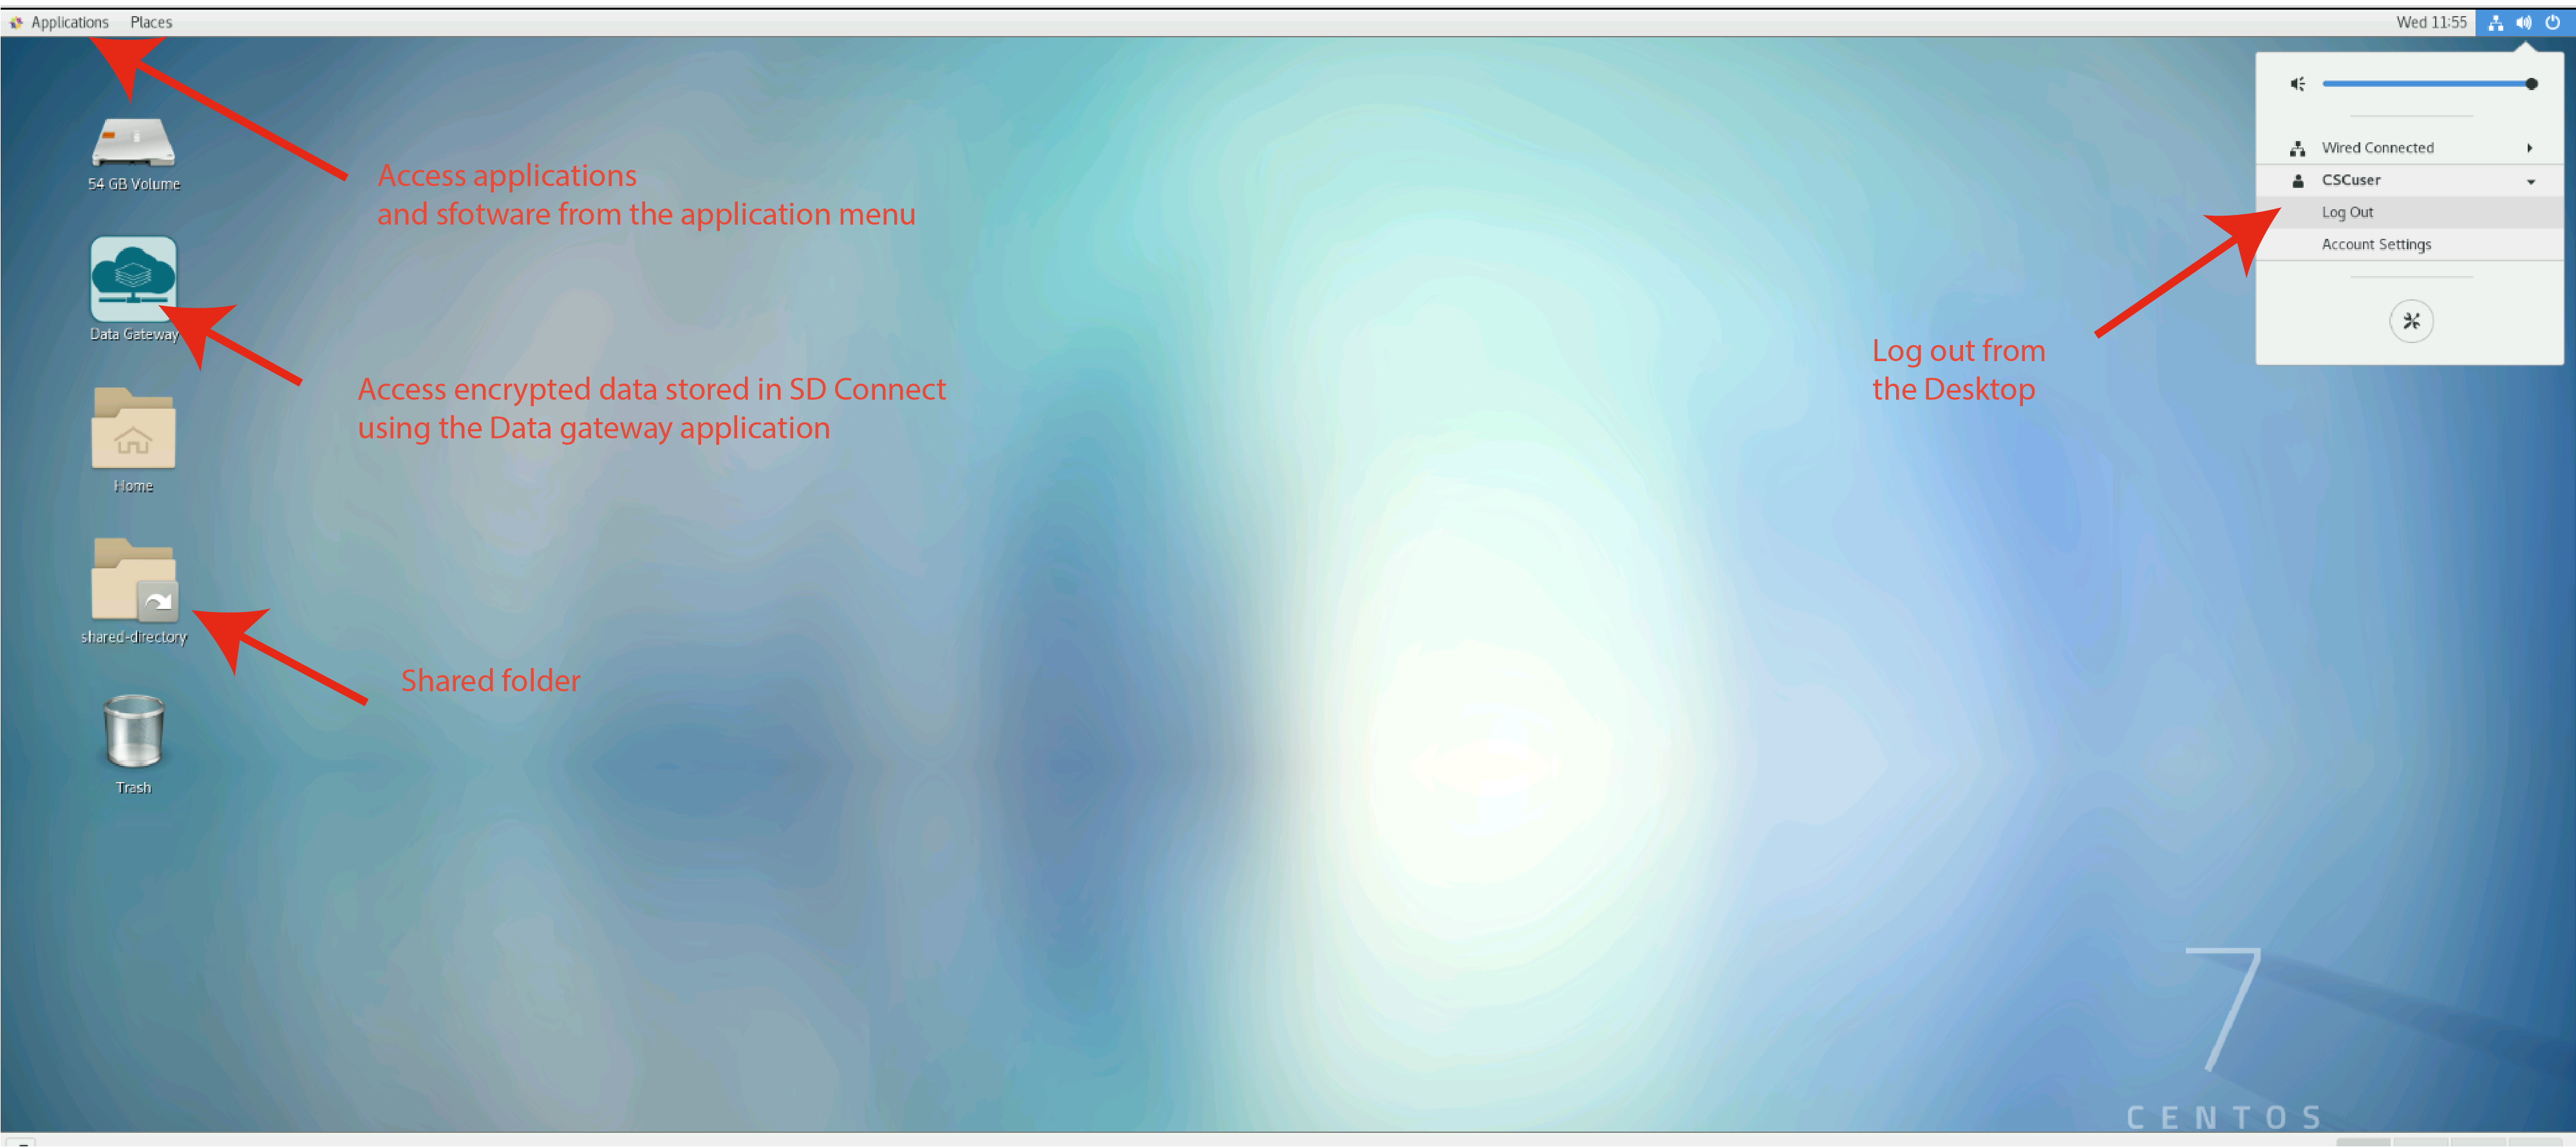 Applications Places
Wed 11:55
54 GB Volume
Data Gateway
Home
shared-directory
Trash
Access applications
and sfotware from the application menu
Access encrypted data stored in SD Connect
using the Data gateway application
Shared folder
Log out from
the Desktop
Wired Connected
CSCuser
Log Out
Account Settings
7
CENTOS